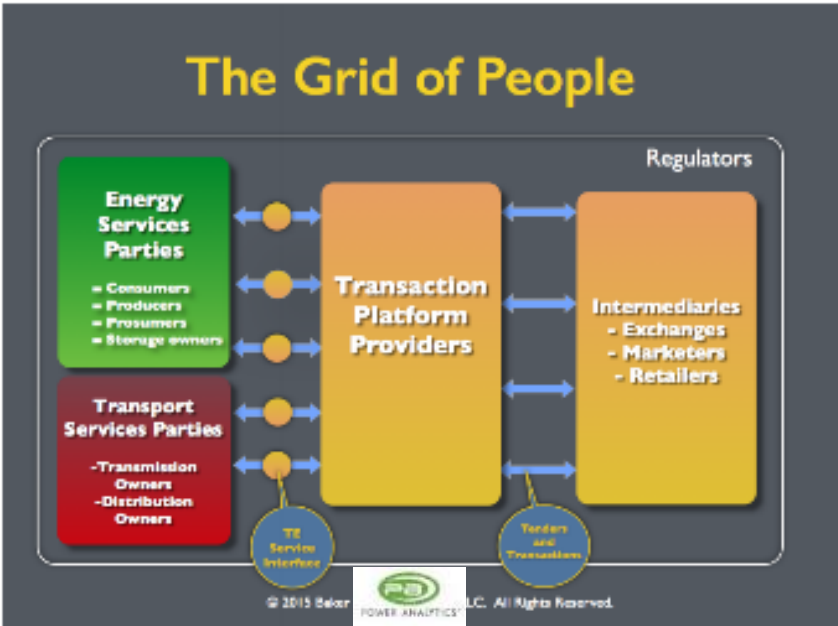 The Grid of People
Regulators
Energy
Services
Parties
- Consumers
- Producers
- Prosumers
- Storage owners
Transport
Services Parties
-Transmission
Owners
-Distribution
Owners
Transaction
Platform
Providers
Intermediaries
- Exchanges
- Marketers
- Retailers
TE
Service
Interface
Tenders
and
Transactions
© 2015 Baker LC. All Rights Reserved.
PA
POWER ANALYTICS